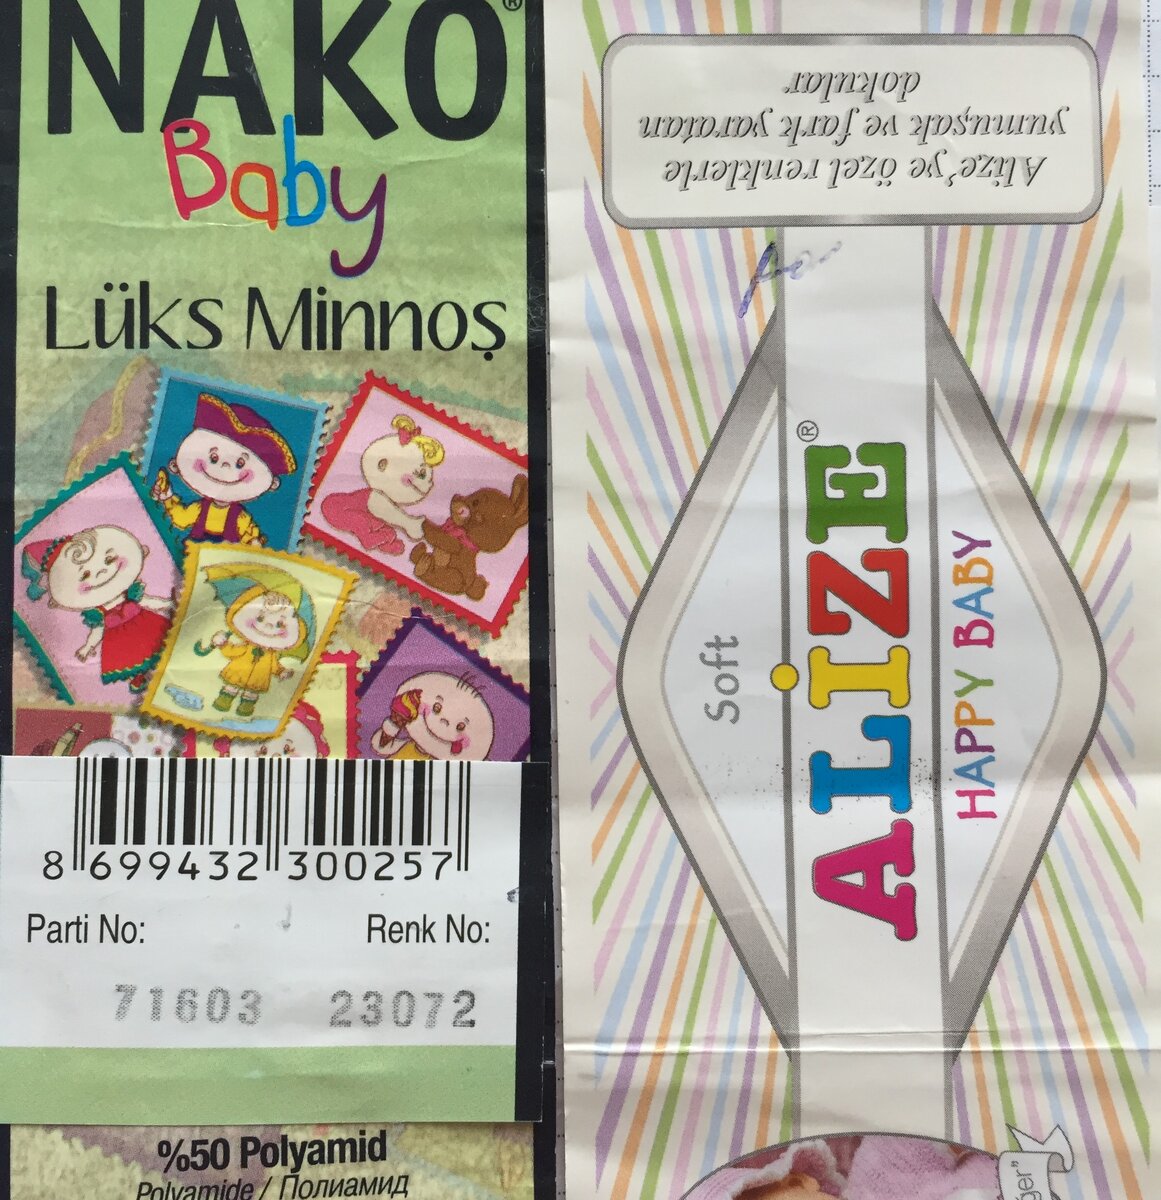 NAKO®
Baby
Lüks Minnoş
8 699432 300257
Parti No: Renk No:
71603 23072
%50 Polyamid
Polyamide / Полиамид
Alize'ye özel renklerle
yumuşak ve fark yaratan
dokular
Soft
ALİZE®
HAPPY BABY